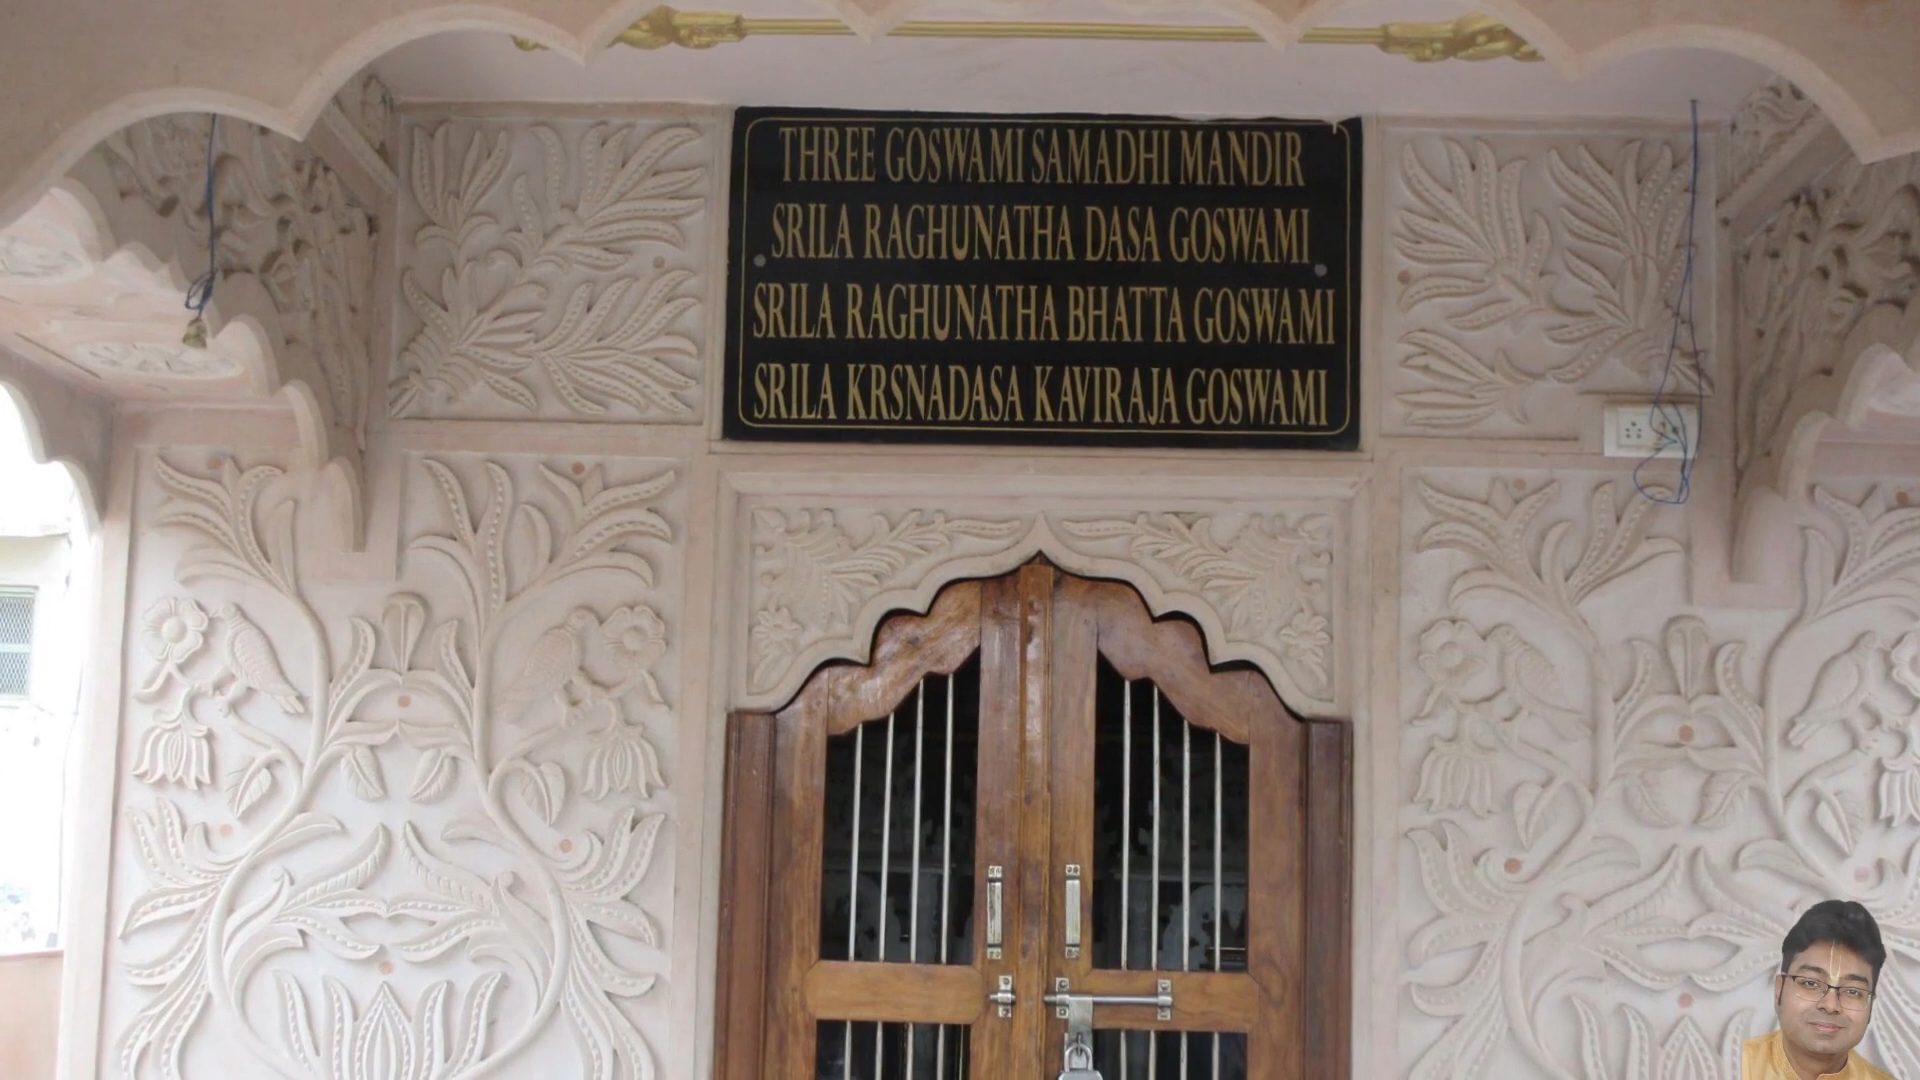 THREE GOSWAMI SAMADHI MANDIR
SRILA RAGHUNATHA DASA GOSWAMI
SRILA RAGHUNATHA BHATTA GOSWAMI
SRILA KRSNADASA KAVIRAJA GOSWAMI